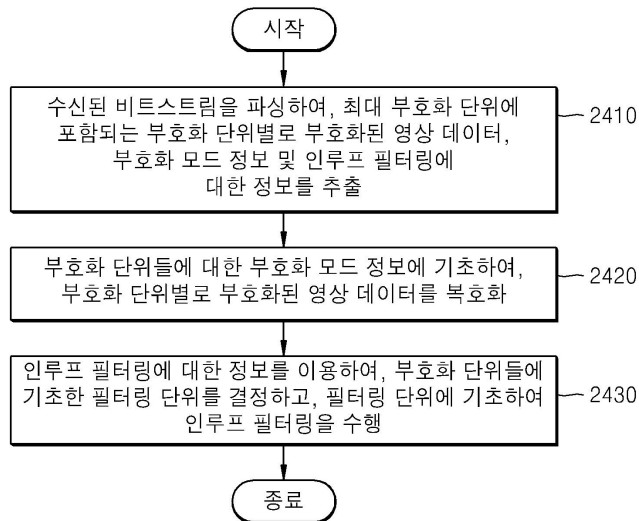 시작
수신된 비트스트림을 파싱하여, 최대 부호화 단위에
포함되는 부호화 단위별로 부호화된 영상 데이터,
부호화 모드 정보 및 인루프 필터링에
대한 정보를 추출
2410
부호화 단위들에 대한 부호화 모드 정보에 기초하여,
부호화 단위별로 부호화된 영상 데이터를 복호화
2420
인루프 필터링에 대한 정보를 이용하여, 부호화 단위들에
기초한 필터링 단위를 결정하고, 필터링 단위에 기초하여
인루프 필터링을 수행
2430
종료